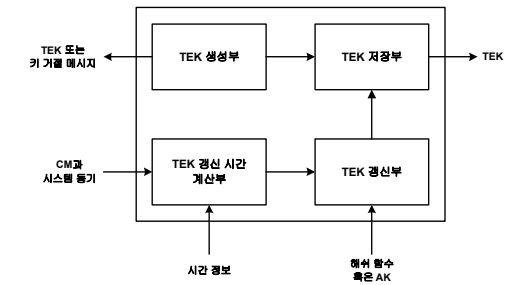 TEK 또는
키 거절 메시지
TEK 생성부
TEK 저장부
TEK
CM과
시스템 동기
TEK 갱신 시간
계산부
TEK 갱신부
시간 정보
해쉬 함수
혹은 AK